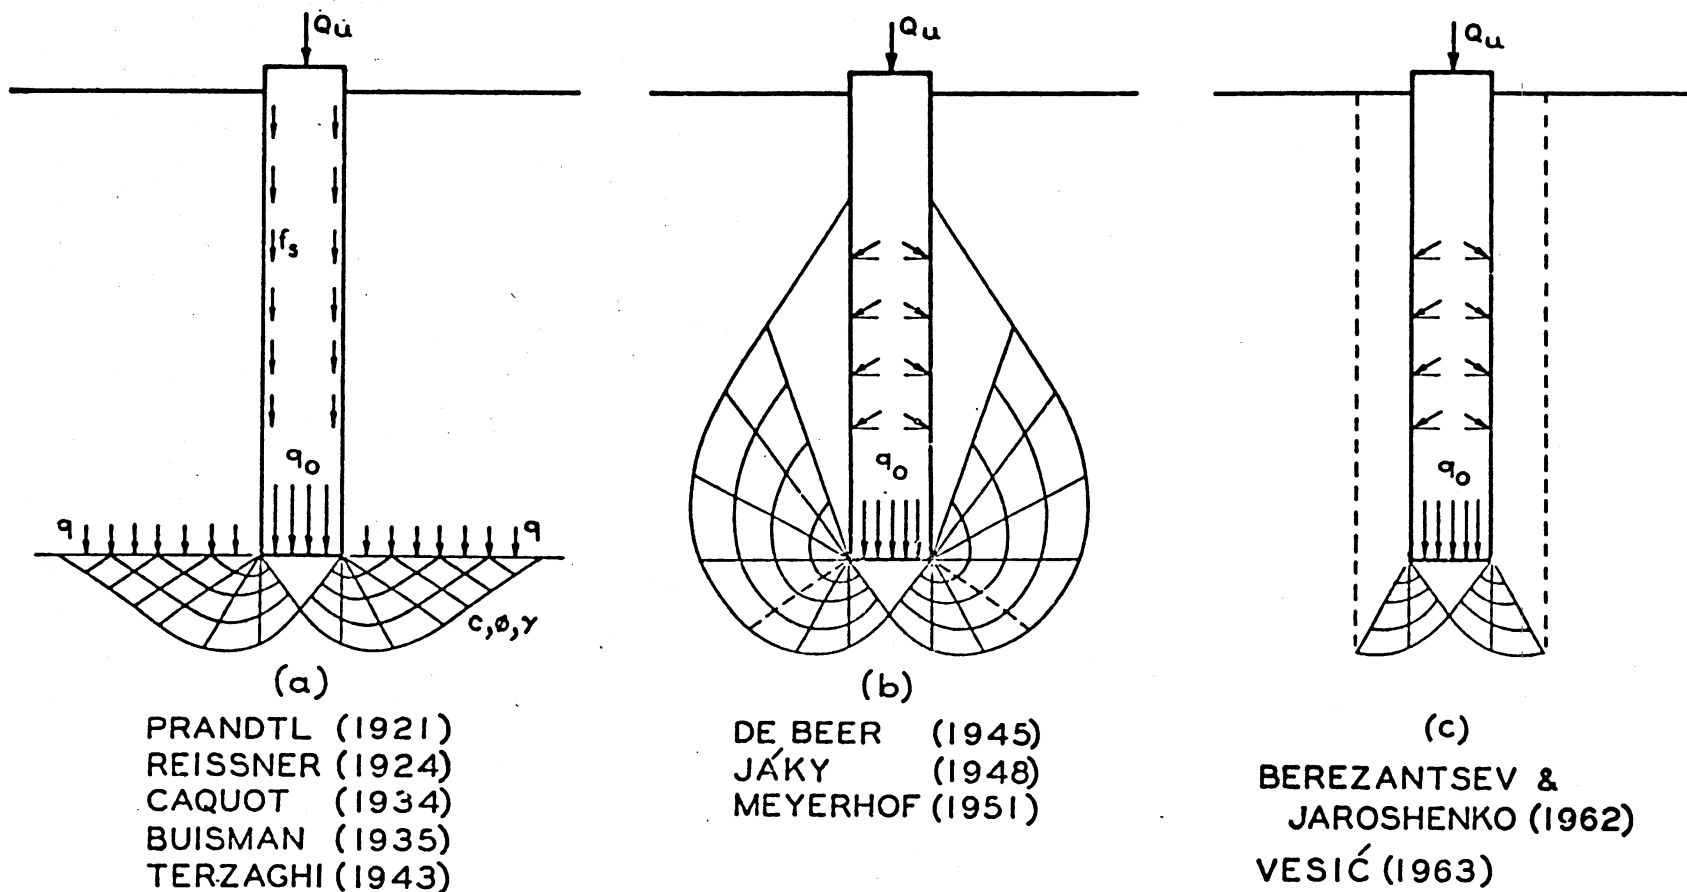 Qu
fs
qo
q
q
c,ø,γ
(a)
PRANDTL (1921)
REISSNER (1924)
CAQUOT (1934)
BUISMAN (1935)
TERZAGHI (1943)
Qu
qo
(b)
DE BEER (1945)
JÁKY (1948)
MEYERHOF (1951)
Qu
qo
(c)
BEREZANTSEV &
JAROSHENKO (1962)
VESIĆ (1963)